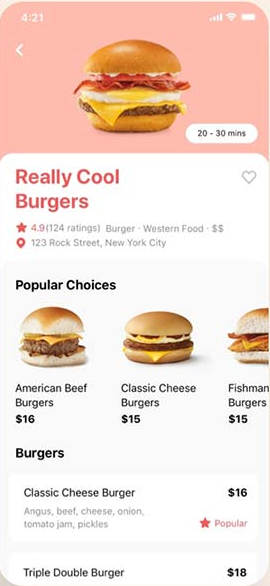 4:21
20 - 30 mins
Really Cool
Burgers
4.9(124 ratings) Burger · Western Food · $$
123 Rock Street, New York City
Popular Choices
American Beef
Burgers
$16
Classic Cheese
Burgers
$15
Fishman
Burgers
$15
Burgers
Classic Cheese Burger
$16
Angus, beef, cheese, onion,
tomato jam, pickles
Popular
Triple Double Burger
$18